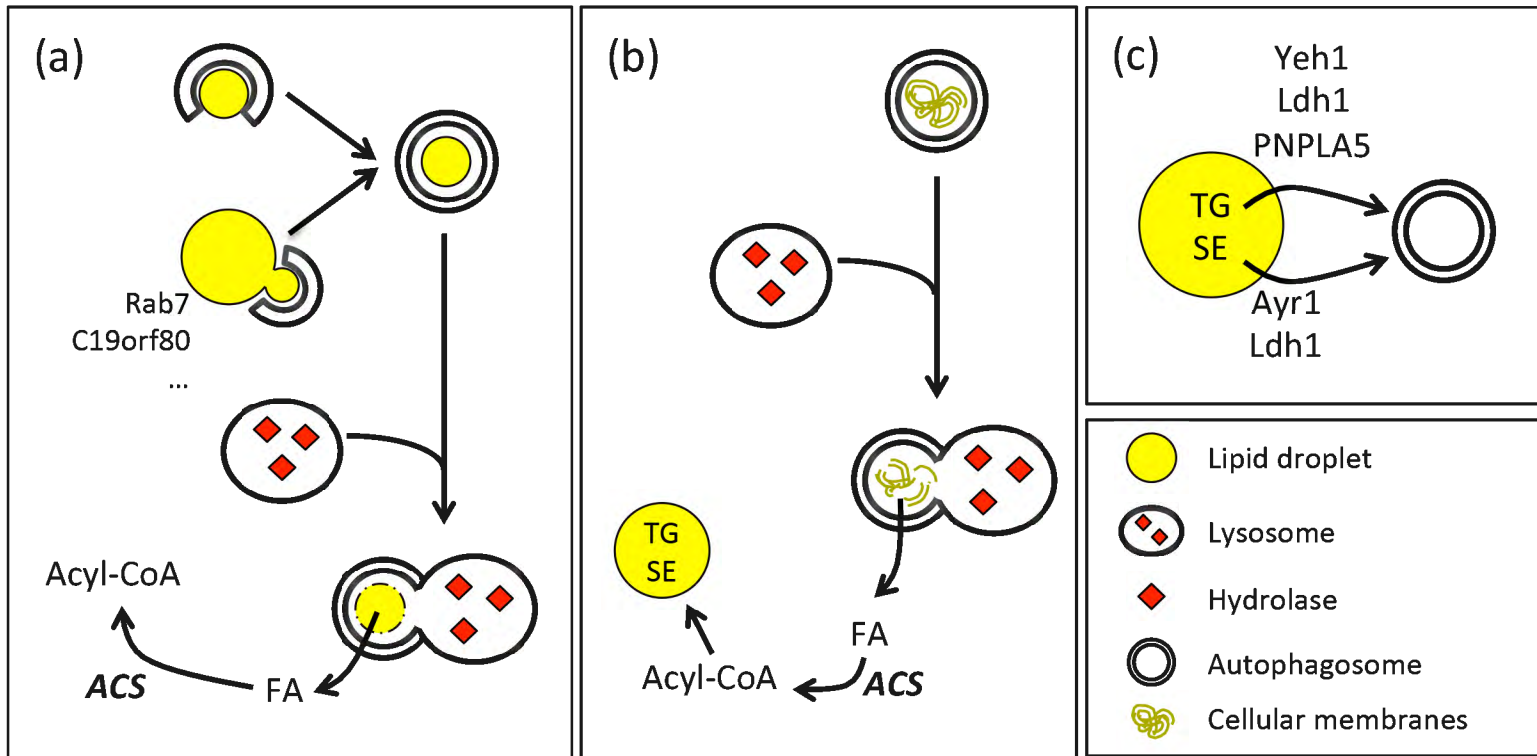 (a)
Rab7
C19orf80
...
Acyl-CoA
ACS
FA
(b)
TG
SE
FA
Acyl-CoA
ACS
(c)
Yeh1
Ldh1
PNPLA5
TG
SE
Ayr1
Ldh1
Lipid droplet
Lysosome
Hydrolase
Autophagosome
Cellular membranes